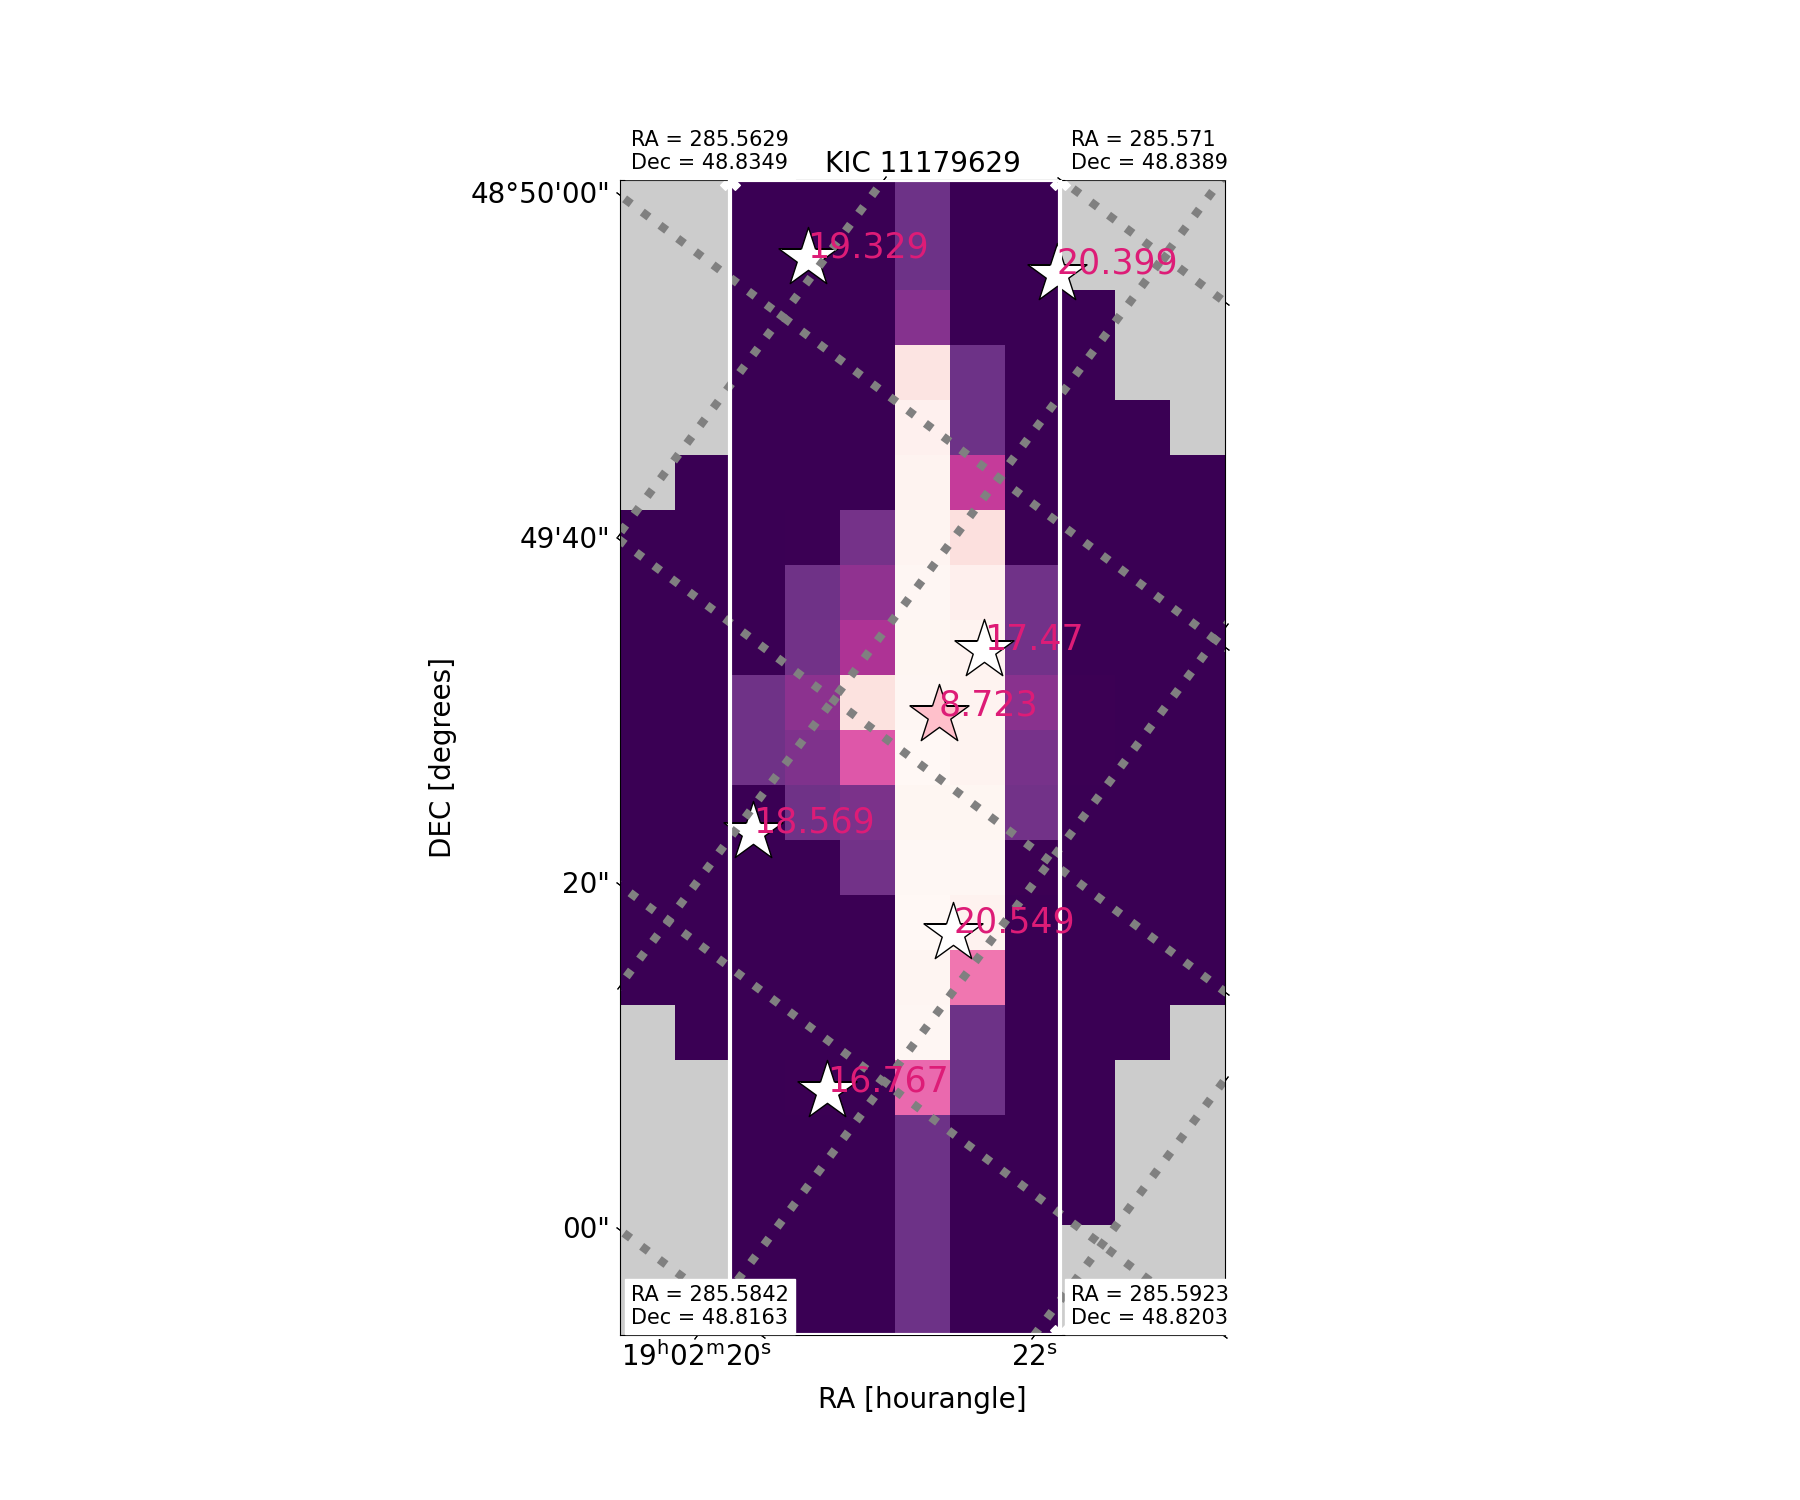 RA = 285.5629
Dec = 48.8349
KIC 11179629
RA = 285.571
Dec = 48.8389
48°50'00"
19.329
20.399
49'40"
17.47
8.723
DEC [degrees]
18.569
20"
20.549
16.767
00"
RA = 285.5842
Dec = 48.8163
RA = 285.5923
Dec = 48.8203
19ʰ02ᵐ20ˢ
22ˢ
RA [hourangle]